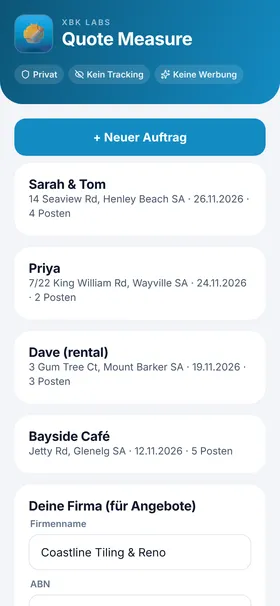 XBK LABS
Quote Measure
Privat
Kein Tracking
Keine Werbung
+ Neuer Auftrag
Sarah & Tom
14 Seaview Rd, Henley Beach SA · 26.11.2026 ·
4 Posten
Priya
7/22 King William Rd, Wayville SA · 24.11.2026
· 2 Posten
Dave (rental)
3 Gum Tree Ct, Mount Barker SA · 19.11.2026 ·
3 Posten
Bayside Café
Jetty Rd, Glenelg SA · 12.11.2026 · 5 Posten
Deine Firma (für Angebote)
Firmenname
Coastline Tiling & Reno
ABN